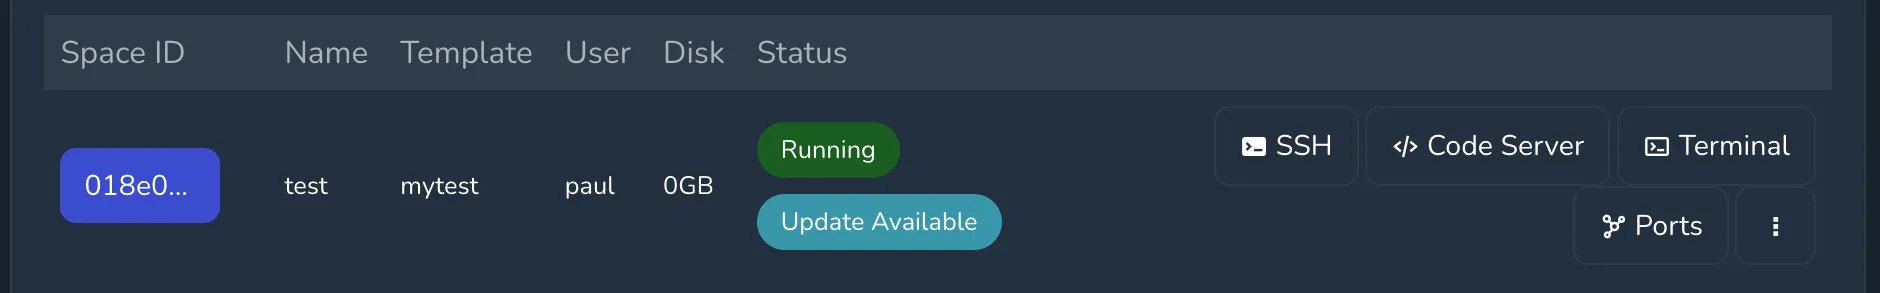 Space ID Name Template User Disk Status
018e0... test mytest paul 0GB Running SSH Code Server Terminal
Update Available Ports